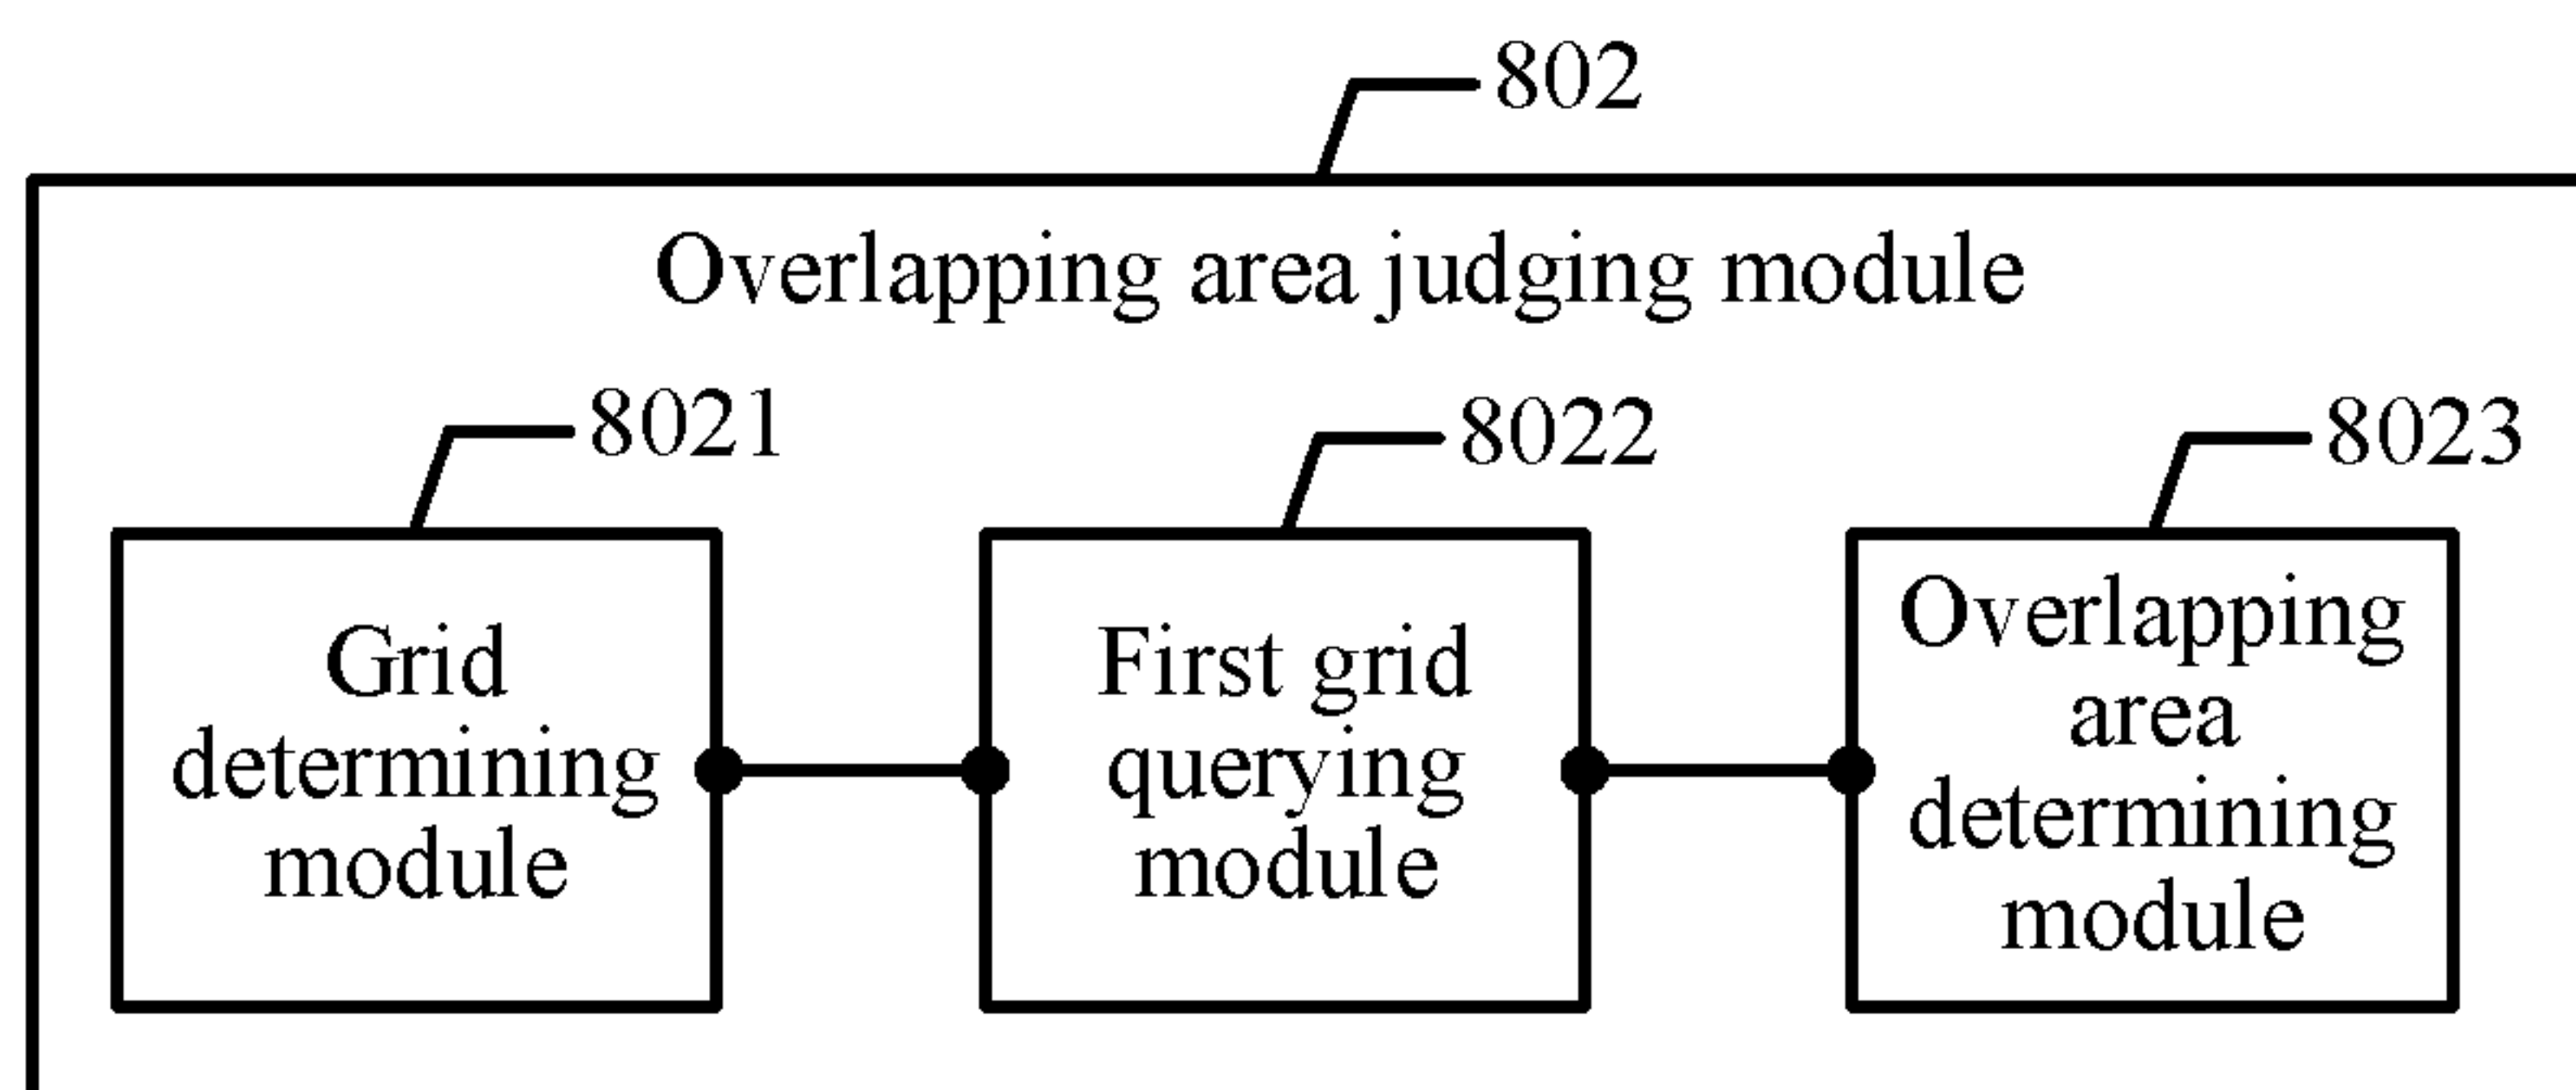 802
Overlapping area judging module
8021
8022
8023
Grid
determining
module
First grid
querying
module
Overlapping
area
determining
module